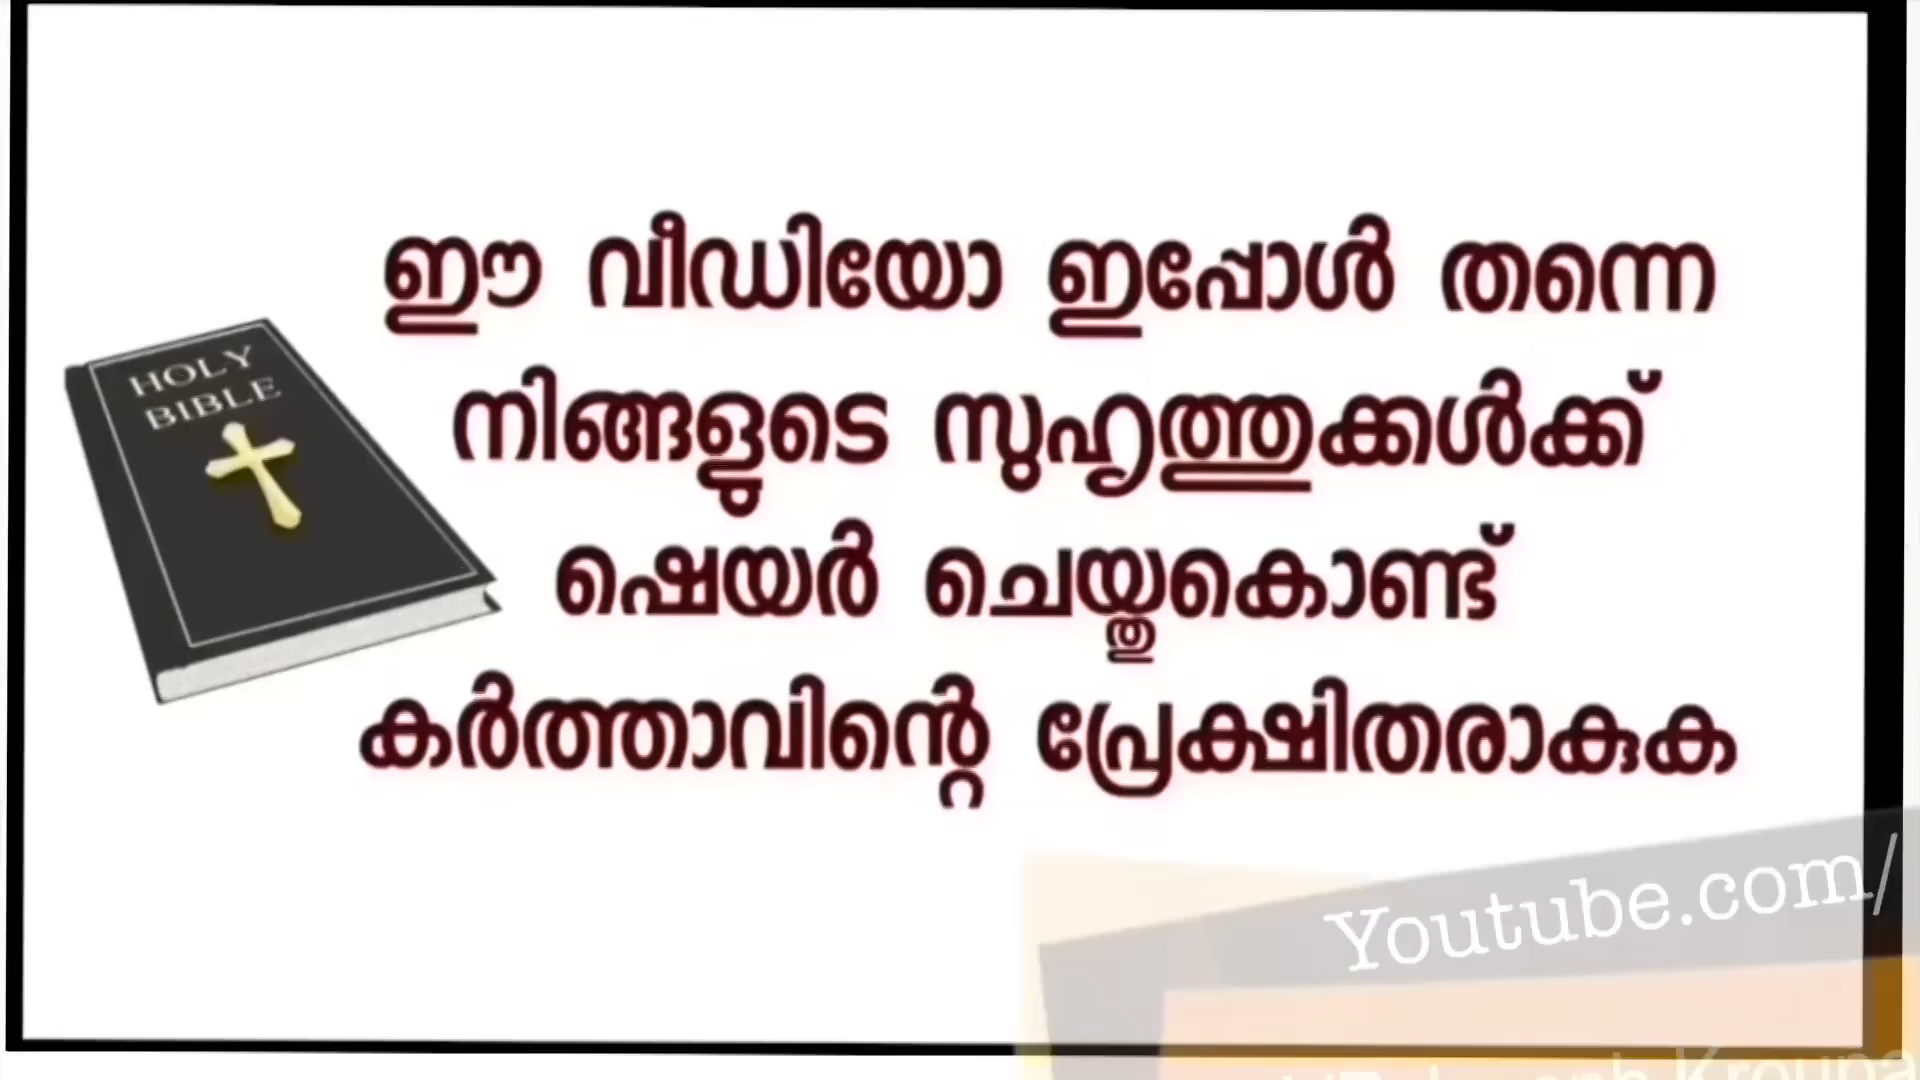 ഈ വീഡിയോ ഇപ്പോൾ തന്നെ
നിങ്ങളുടെ സുഹൃത്തുക്കൾക്ക്
ഷെയർ ചെയ്തുകൊണ്ട്
കർത്താവിന്റെ പ്രേക്ഷിതരാകുക
HOLY
BIBLE
Youtube.com/